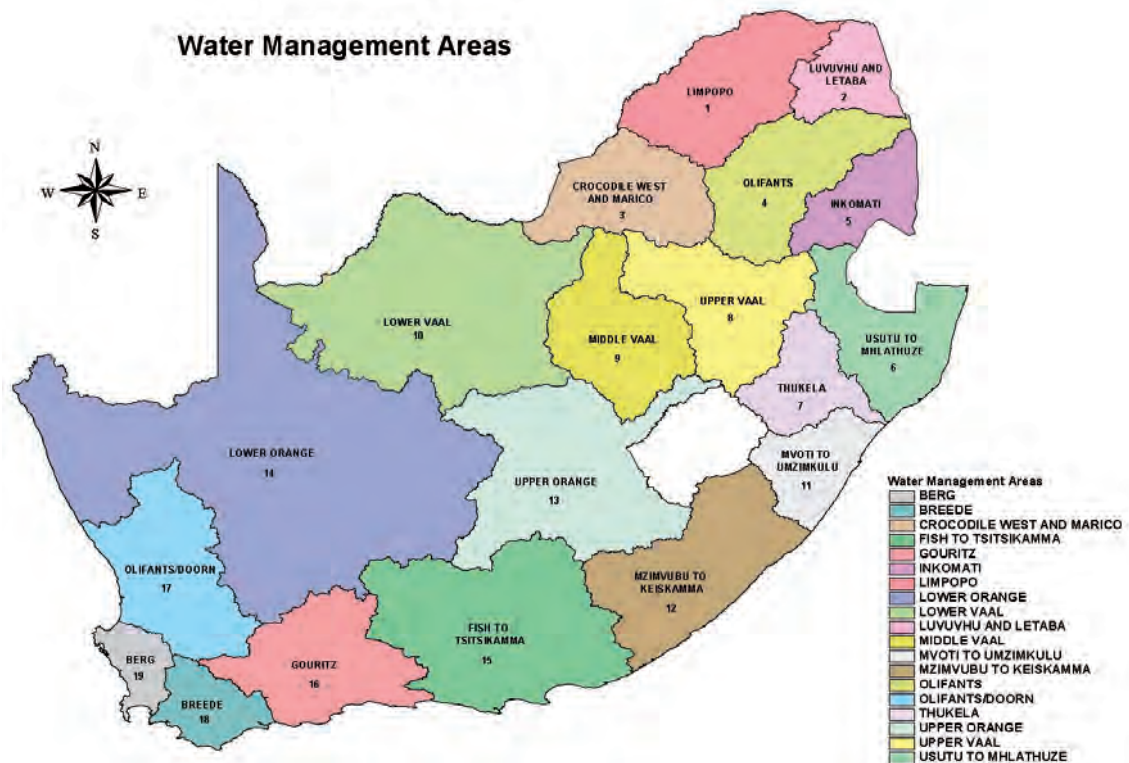 Water Management Areas
N
W
E
S
LIMPOPO
1
LUVUVHU AND
LETABA
2
CROCODILE WEST
AND MARICO
3
OLIFANTS
4
INKOMATI
5
LOWER VAAL
10
MIDDLE VAAL
9
UPPER VAAL
8
USUTU TO
MHLATHUZE
6
THUKELA
7
LOWER ORANGE
14
UPPER ORANGE
13
MVOTI TO
UMZIMKULU
11
OLIFANTS/DOORN
17
MZIMVUBU TO
KEISKAMMA
12
FISH TO
TSITSIKAMMA
15
BERG
19
GOURITZ
16
BREEDE
18
Water Management Areas
BERG
BREEDE
CROCODILE WEST AND MARICO
FISH TO TSITSIKAMMA
GOURITZ
INKOMATI
LIMPOPO
LOWER ORANGE
LOWER VAAL
LUVUVHU AND LETABA
MIDDLE VAAL
MVOTI TO UMZIMKULU
MZIMVUBU TO KEISKAMMA
OLIFANTS
OLIFANTS/DOORN
THUKELA
UPPER ORANGE
UPPER VAAL
USUTU TO MHLATHUZE